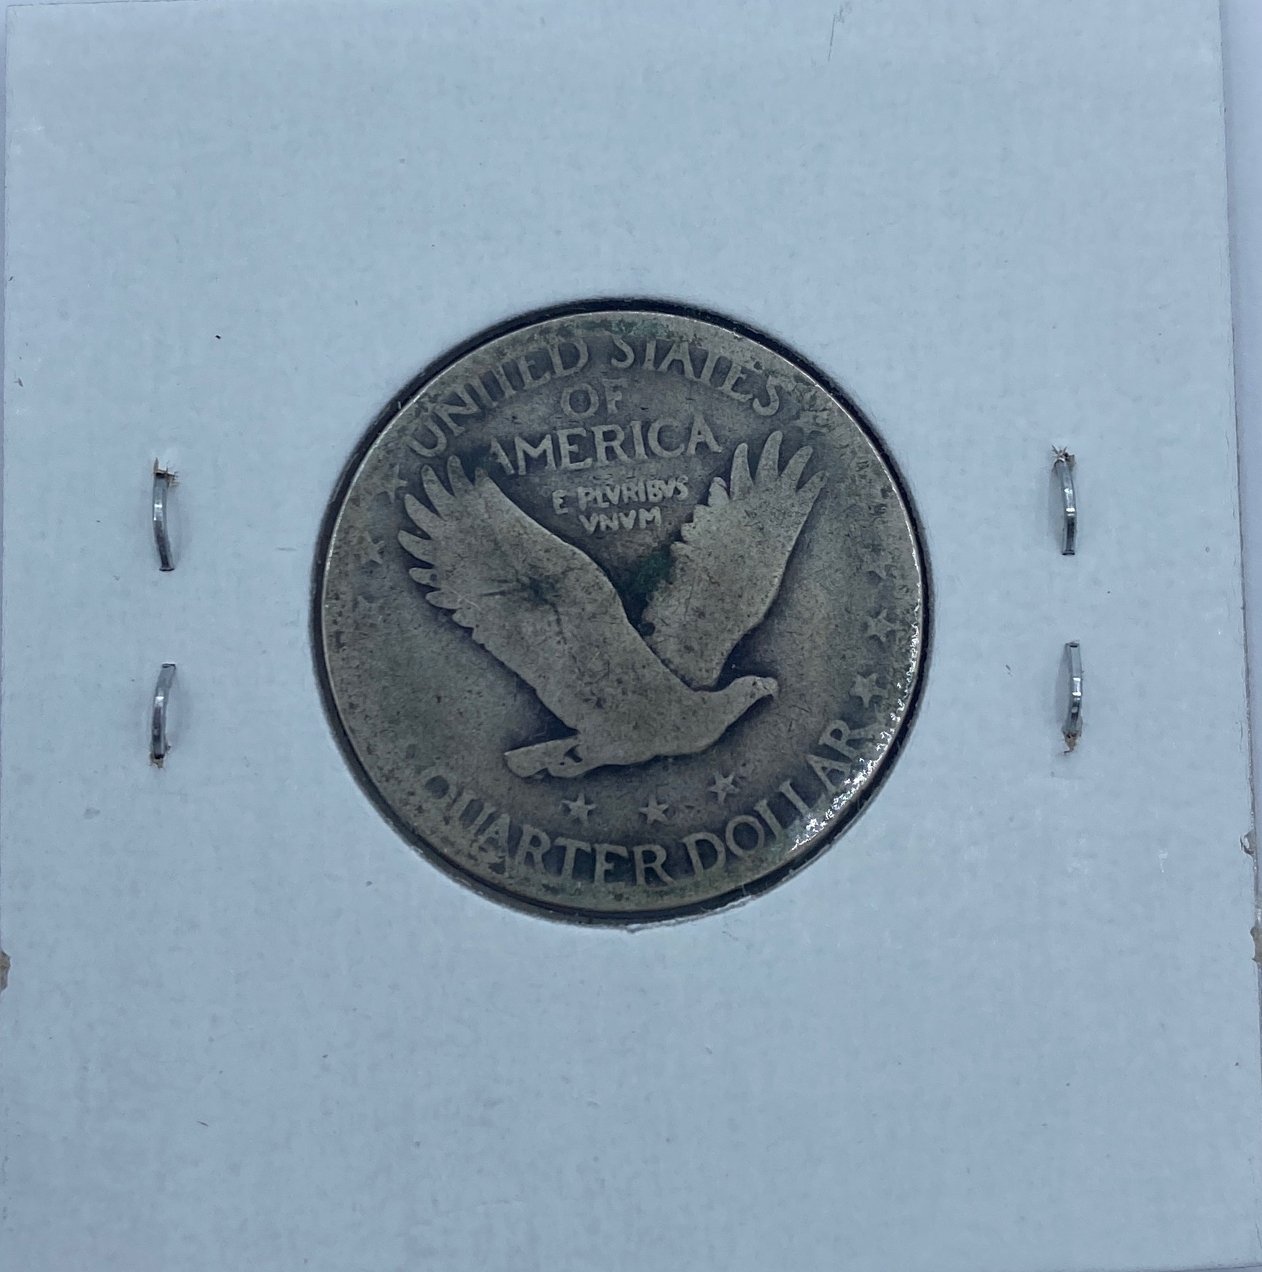 UNITED STATES
OF
AMERICA
E PLVRIBVS
VNVM
QUARTER DOLLAR